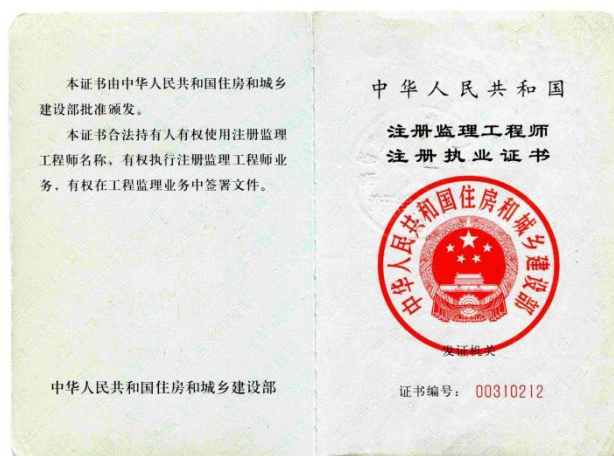 本证书由中华人民共和国住房和城乡
建设部批准颁发。
本证书合法持有人有权使用注册监理
工程师名称，有权执行注册监理工程师业
务，有权在工程监理业务中签署文件。
中华人民共和国住房和城乡建设部
中华人民共和国
注册监理工程师
注册执业证书
中华人民共和国住房和城乡建设部
发证机关
证书编号： 00310212